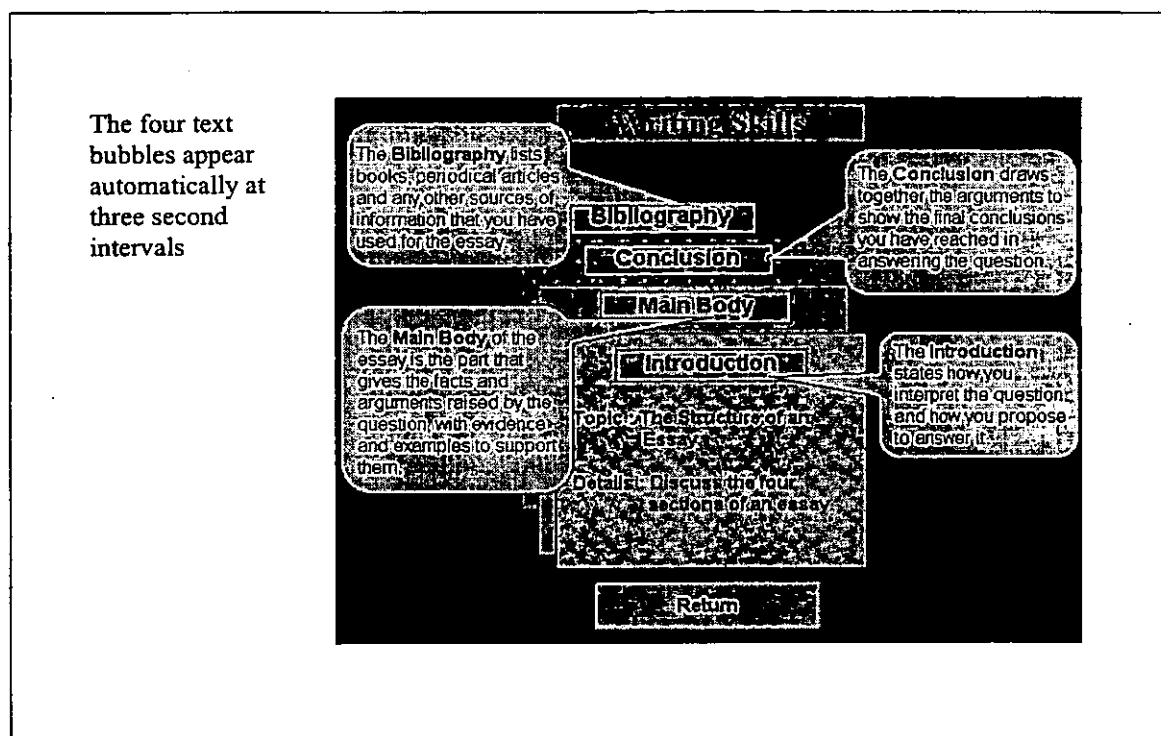 The four text
bubbles appear
automatically at
three second
intervals
Writing Skills
The Bibliography lists
books, periodical articles
and any other sources of
information that you have
used for the essay.
The Conclusion draws
together the arguments to
show the final conclusions
you have reached in
answering the question.
Bibliography
Conclusion
Main Body
Introduction
The Main Body of the
essay is the part that
gives the facts and
arguments raised by the
question, with evidence
and examples to support
them.
The Introduction
states how you
interpret the question
and how you propose
to answer it
Topic: The Structure of an
Essay
Details: Discuss the four
sections of an essay
Return